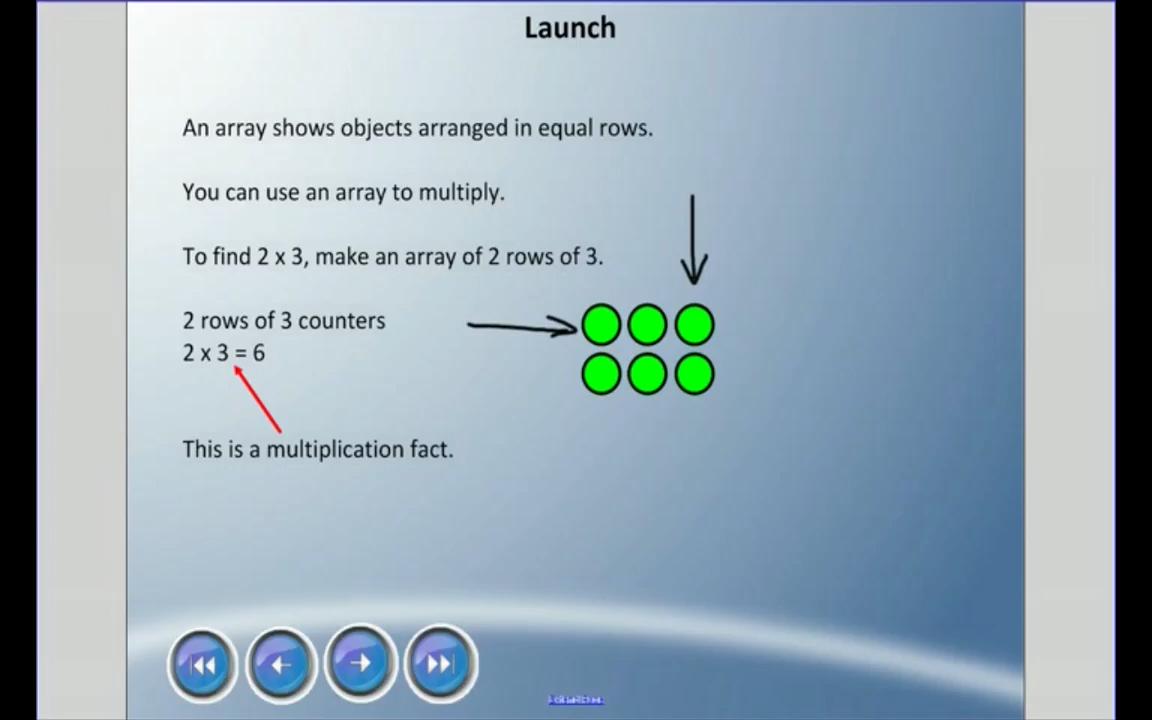 Launch
An array shows objects arranged in equal rows.
You can use an array to multiply.
To find 2 x 3, make an array of 2 rows of 3.
2 rows of 3 counters
2 x 3 = 6
This is a multiplication fact.